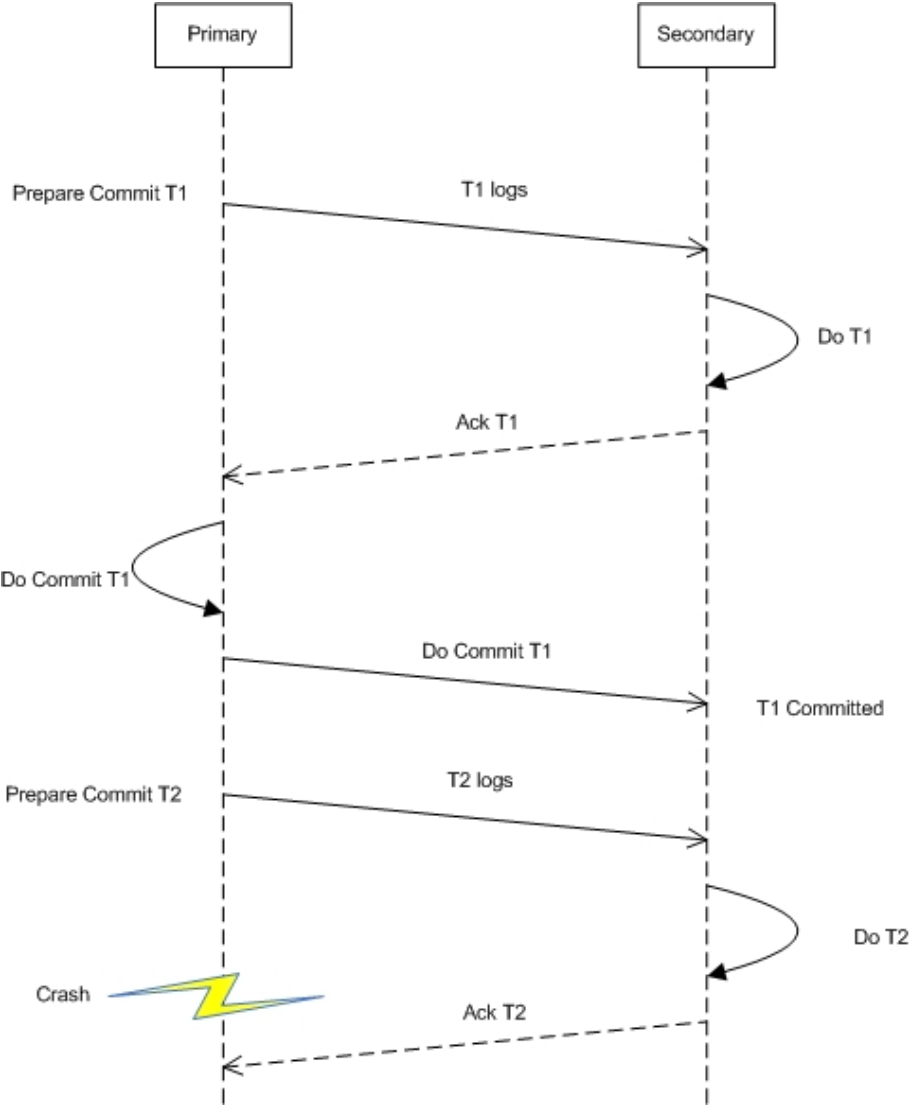 Primary
Secondary
Prepare Commit T1
T1 logs
Do T1
Ack T1
Do Commit T1
Do Commit T1
T1 Committed
Prepare Commit T2
T2 logs
Do T2
Crash
Ack T2